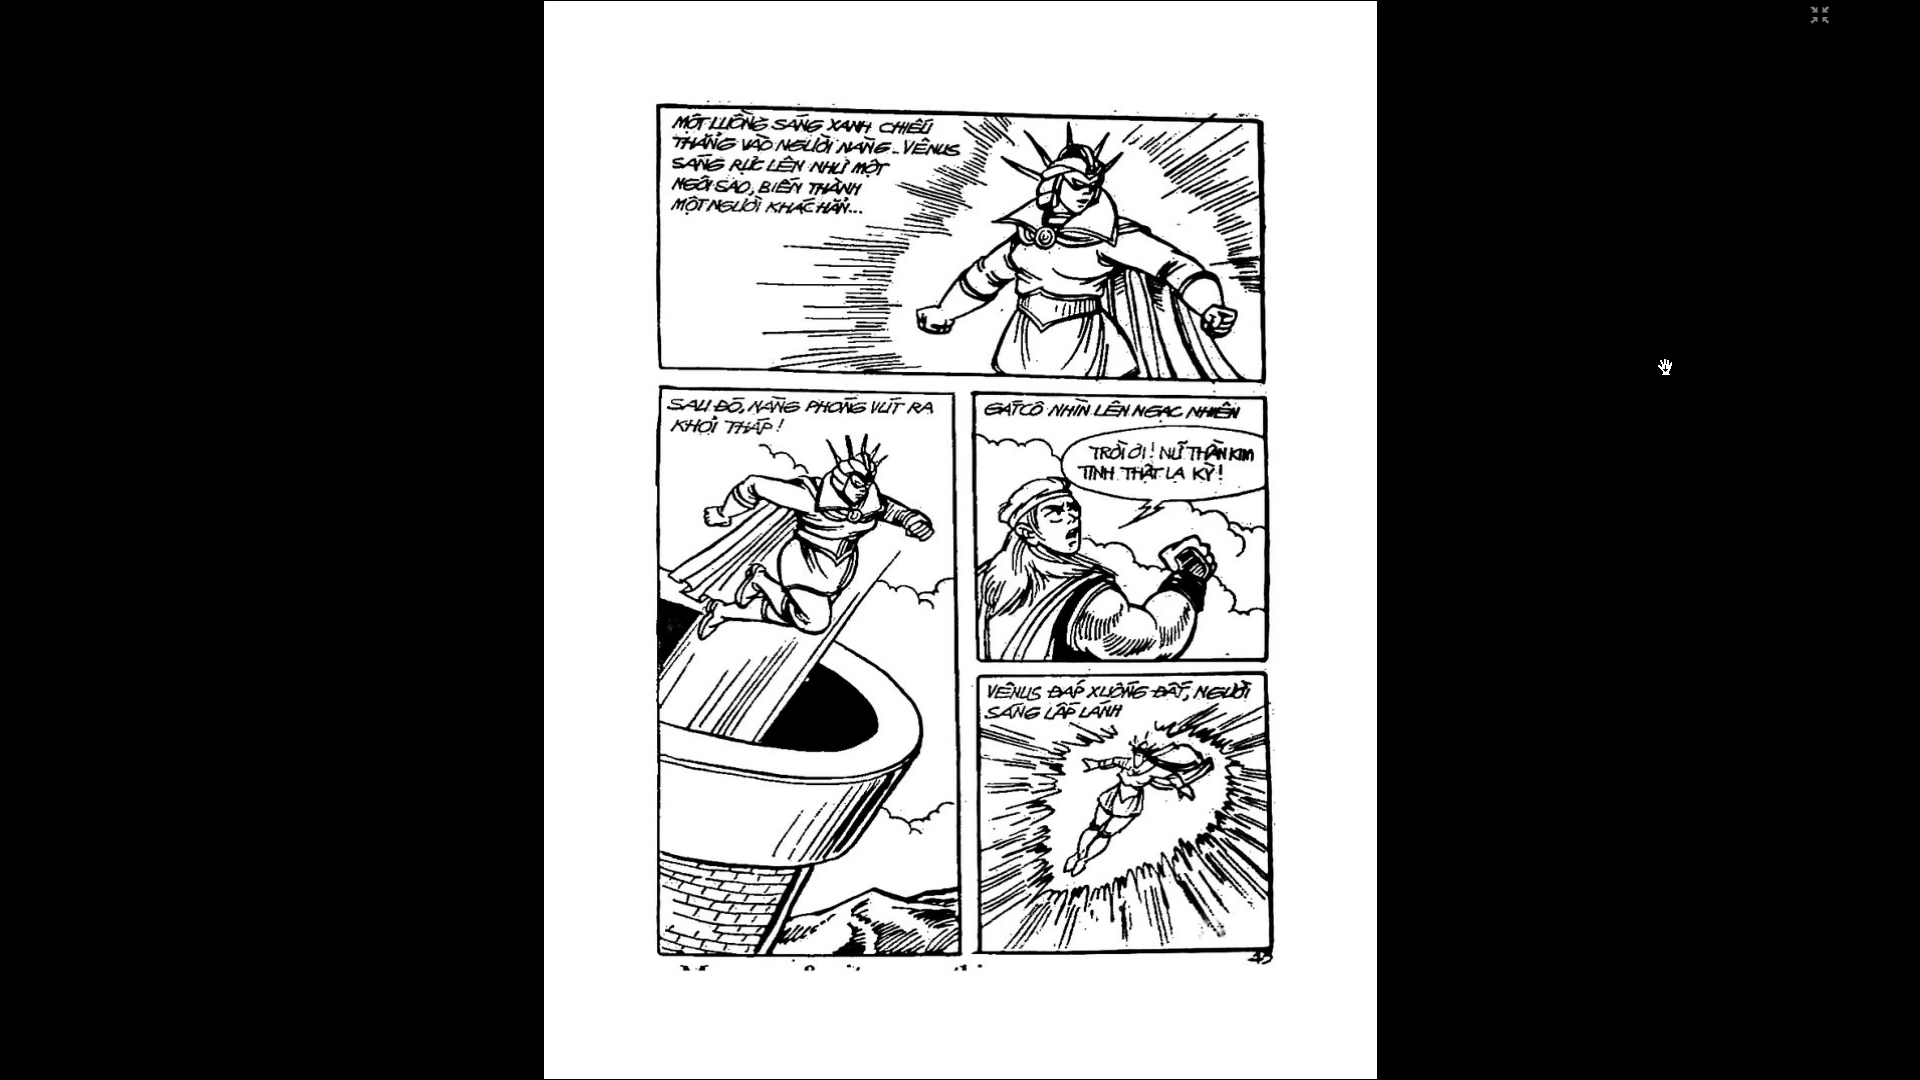 MỘT LUỒNG SÁNG XANH CHIẾU
THẲNG VÀO NGƯỜI NÀNG.. VÊNUS
SÁNG RỰC LÊN NHƯ MỘT
NGÔI SAO, BIẾN THÀNH
MỘT NGƯỜI KHÁC HẲN...
SAU ĐÓ, NÀNG PHÓNG VÚT RA
KHỎI THÁP!
GATCÔ NHÌN LÊN NGẠC NHIÊN
TRỜI ƠI! NỮ THẦN KIM
TINH THẬT LẠ KỲ!
VÊNUS ĐÁP XUỐNG ĐẤT, NGƯỜI
SÁNG LẤP LÁNH